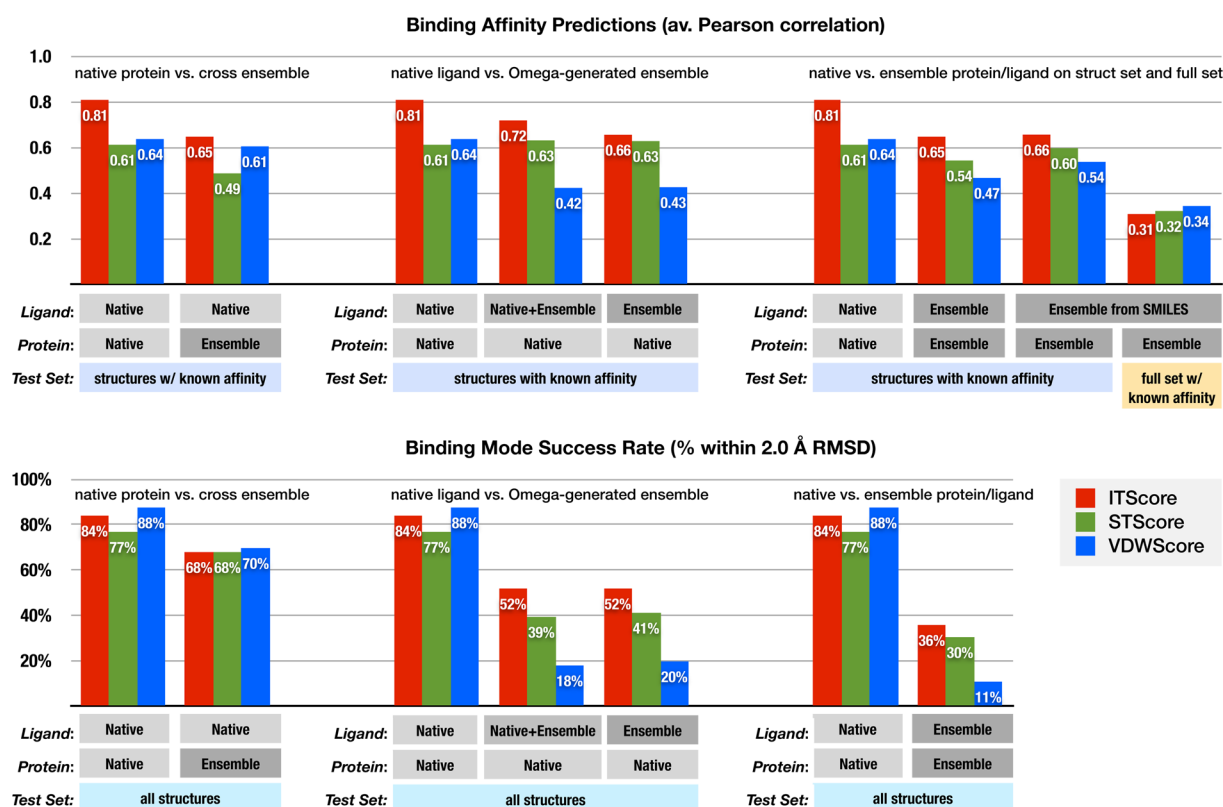 Binding Affinity Predictions (av. Pearson correlation)
1.0
native protein vs. cross ensemble
native ligand vs. Omega-generated ensemble
native vs. ensemble protein/ligand on struct set and full set
0.8
0.6
0.4
0.2
0.81 0.61 0.64 0.65 0.49 0.61
0.81 0.61 0.64 0.72 0.63 0.42 0.66 0.63 0.43
0.81 0.61 0.64 0.65 0.54 0.47 0.66 0.60 0.54 0.31 0.32 0.34
Ligand: Native Native
Protein: Native Ensemble
Test Set: structures w/ known affinity
Ligand: Native Native+Ensemble Ensemble
Protein: Native Native Native
Test Set: structures with known affinity
Ligand: Native Ensemble Ensemble from SMILES
Protein: Native Ensemble Ensemble Ensemble
Test Set: structures with known affinity full set w/
known affinity
Binding Mode Success Rate (% within 2.0 Å RMSD)
100%
native protein vs. cross ensemble
native ligand vs. Omega-generated ensemble
native vs. ensemble protein/ligand
80%
60%
40%
20%
84% 77% 88% 68% 68% 70%
84% 77% 88% 52% 39% 18% 52% 41% 20%
84% 77% 88% 36% 30% 11%
ITScore
STScore
VDWScore
Ligand: Native Native
Protein: Native Ensemble
Test Set: all structures
Ligand: Native Native+Ensemble Ensemble
Protein: Native Native Native
Test Set: all structures
Ligand: Native Ensemble
Protein: Native Ensemble
Test Set: all structures